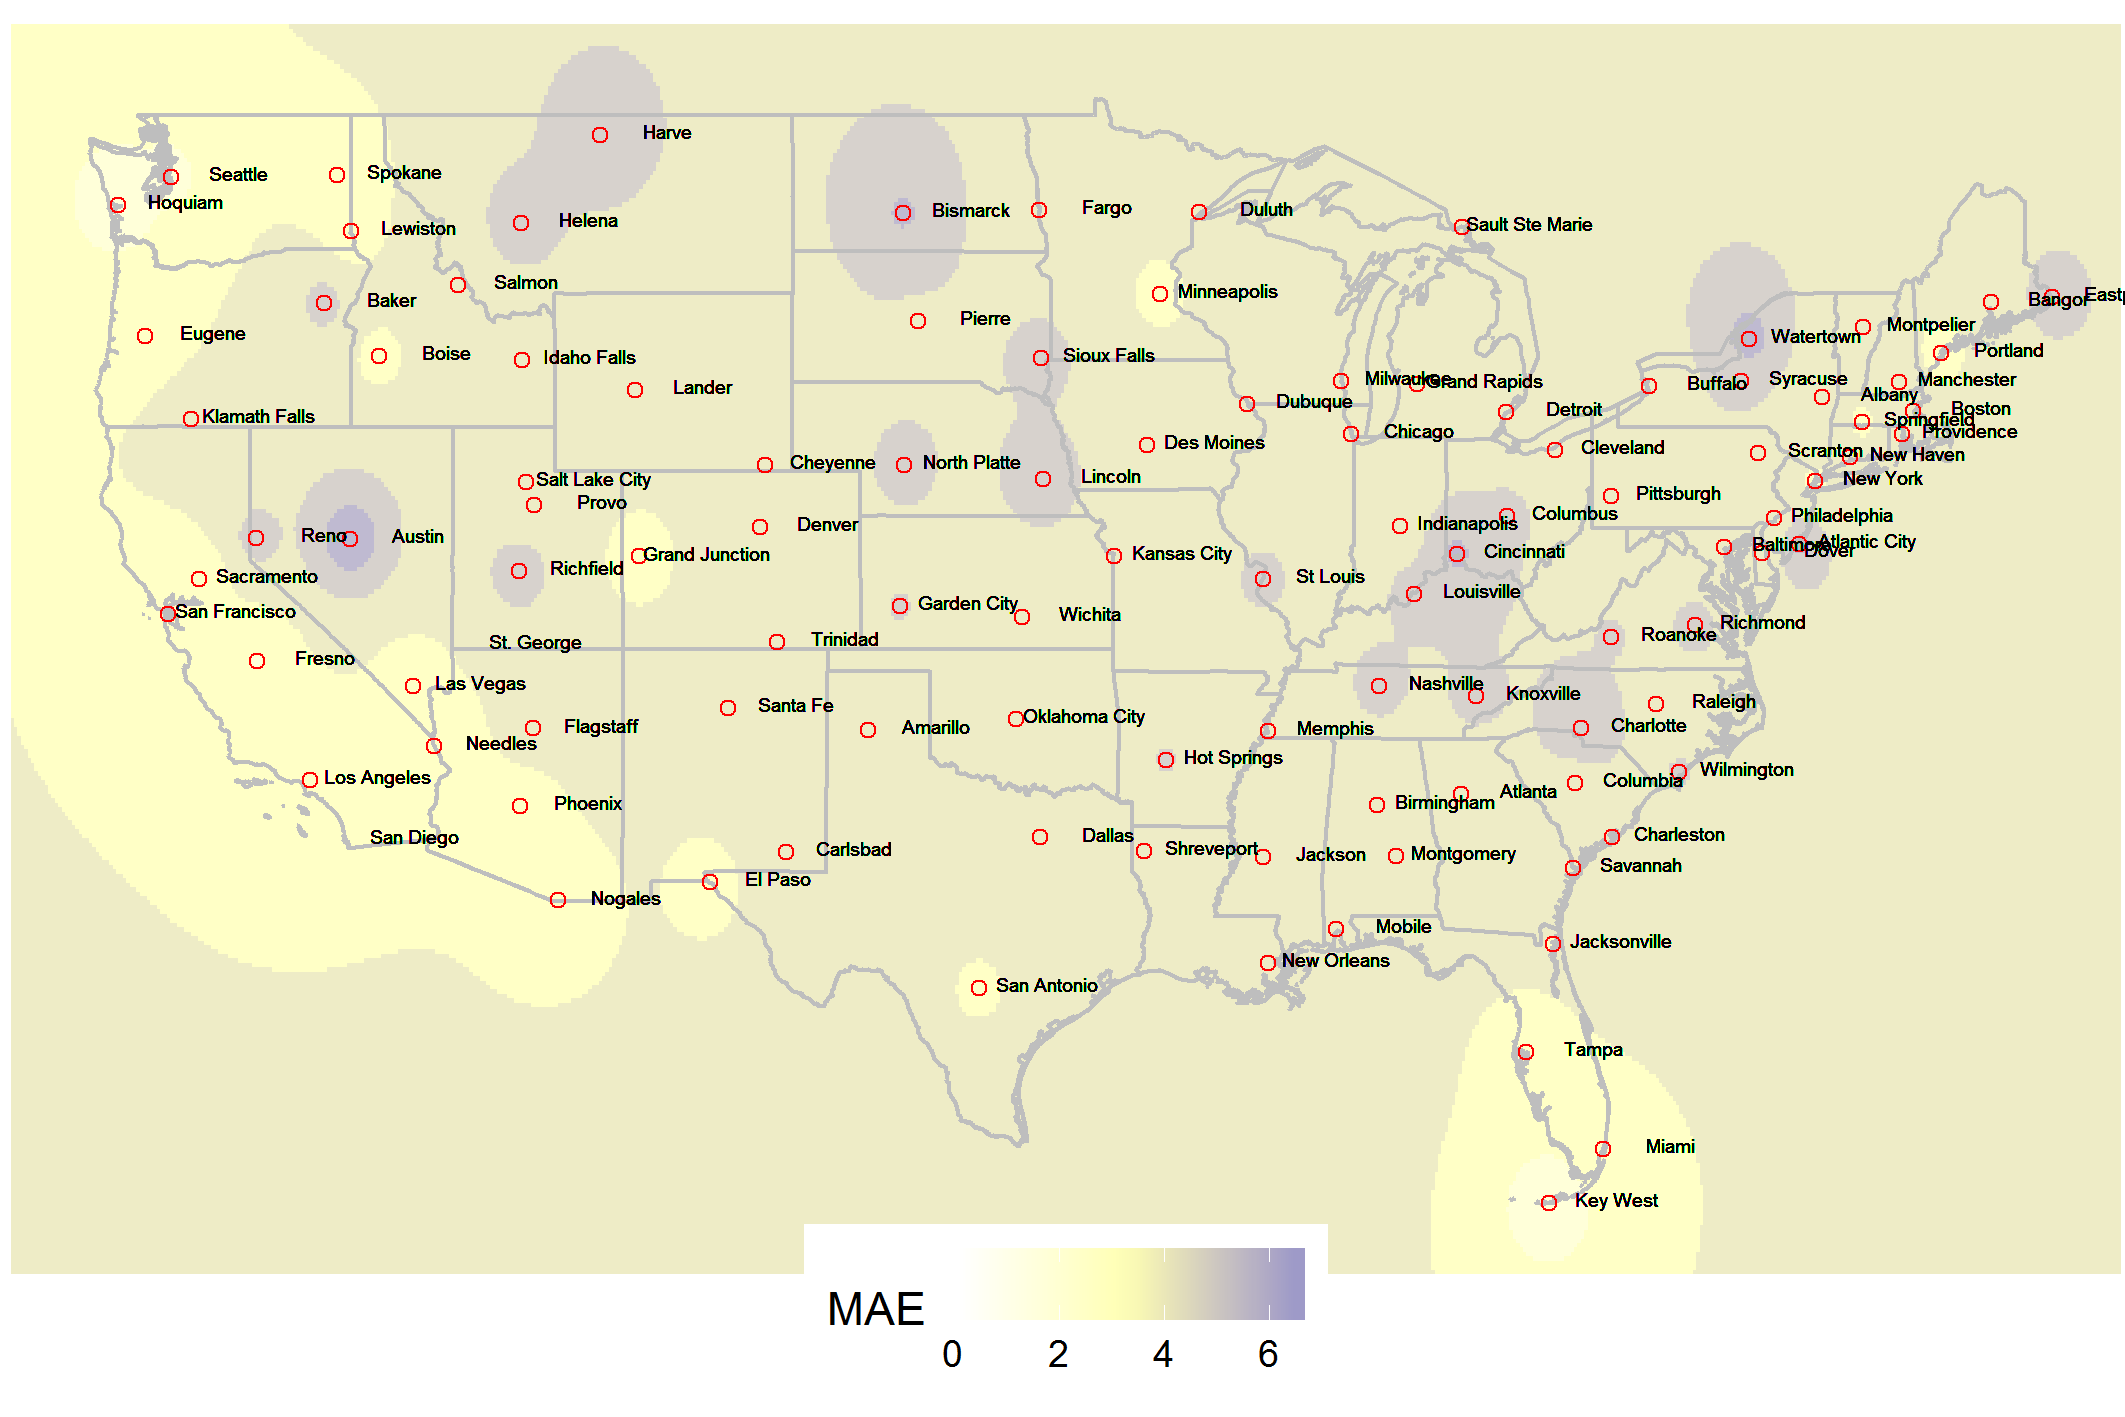 Harve
Seattle
Spokane
Hoquiam
Bismarck
Fargo
Duluth
Helena
Lewiston
Sault Ste Marie
Salmon
Minneapolis
Baker
Bangor
Eastp
Pierre
Montpelier
Eugene
Watertown
Boise
Idaho Falls
Sioux Falls
Portland
Milwaukee
Grand Rapids
Buffalo
Syracuse
Manchester
Lander
Albany
Dubuque
Detroit
Boston
Klamath Falls
Springfield
Chicago
Providence
Des Moines
Cleveland
Scranton
New Haven
Cheyenne
North Platte
Salt Lake City
Lincoln
New York
Provo
Pittsburgh
Denver
Indianapolis
Columbus
Philadelphia
Reno
Austin
Baltimore
Atlantic City
Dover
Grand Junction
Kansas City
Cincinnati
Richfield
Sacramento
St Louis
Louisville
Garden City
San Francisco
Wichita
Richmond
St. George
Trinidad
Roanoke
Fresno
Las Vegas
Nashville
Knoxville
Santa Fe
Raleigh
Flagstaff
Amarillo
Oklahoma City
Memphis
Charlotte
Needles
Hot Springs
Wilmington
Los Angeles
Columbia
Phoenix
Birmingham
Atlanta
San Diego
Dallas
Charleston
Carlsbad
Shreveport
Jackson
Montgomery
El Paso
Savannah
Nogales
Mobile
Jacksonville
New Orleans
San Antonio
Tampa
Miami
Key West
MAE
0 2 4 6